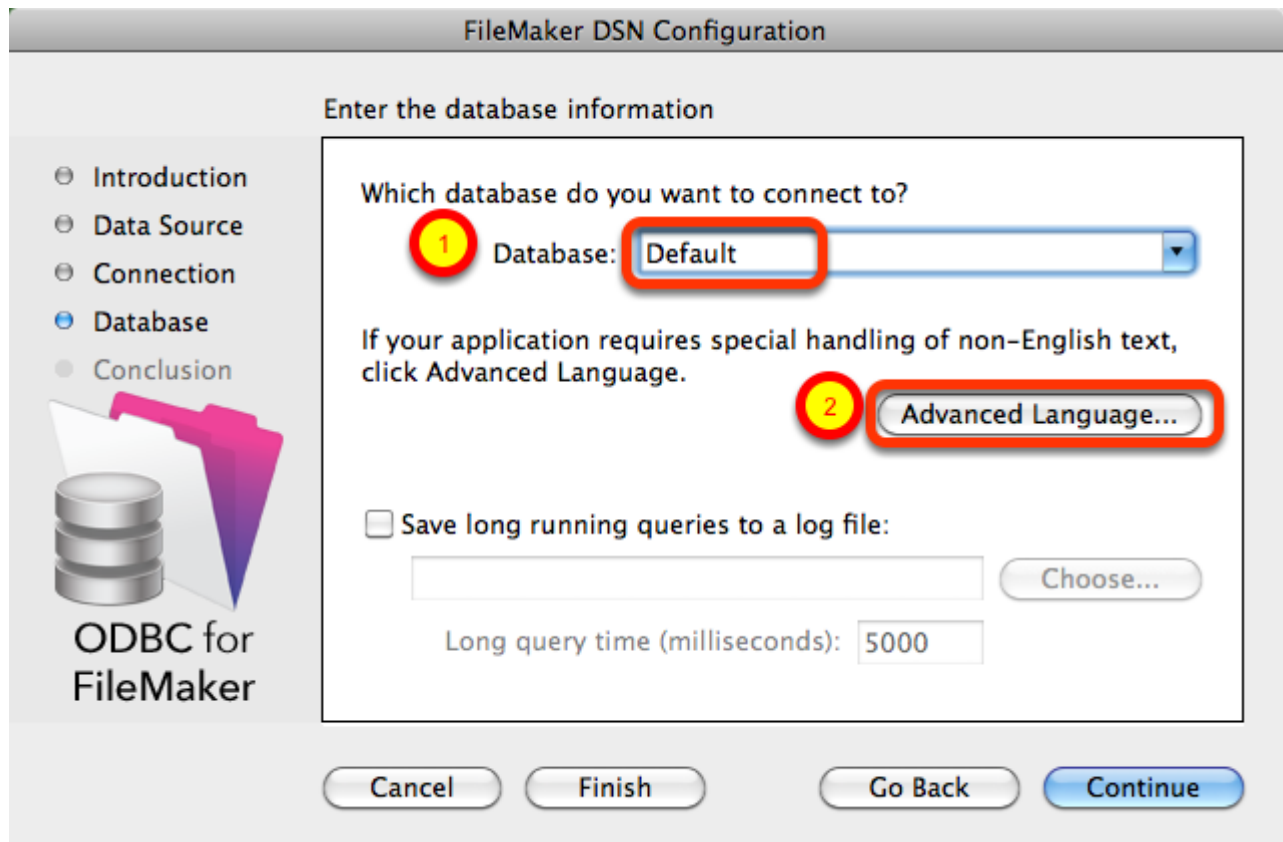 FileMaker DSN Configuration
Enter the database information
Introduction
Data Source
Connection
Database
Conclusion
ODBC for
FileMaker
Which database do you want to connect to?
1
Database: Default
If your application requires special handling of non-English text,
click Advanced Language.
2
Advanced Language...
Save long running queries to a log file:
Choose...
Long query time (milliseconds): 5000
Cancel Finish Go Back Continue